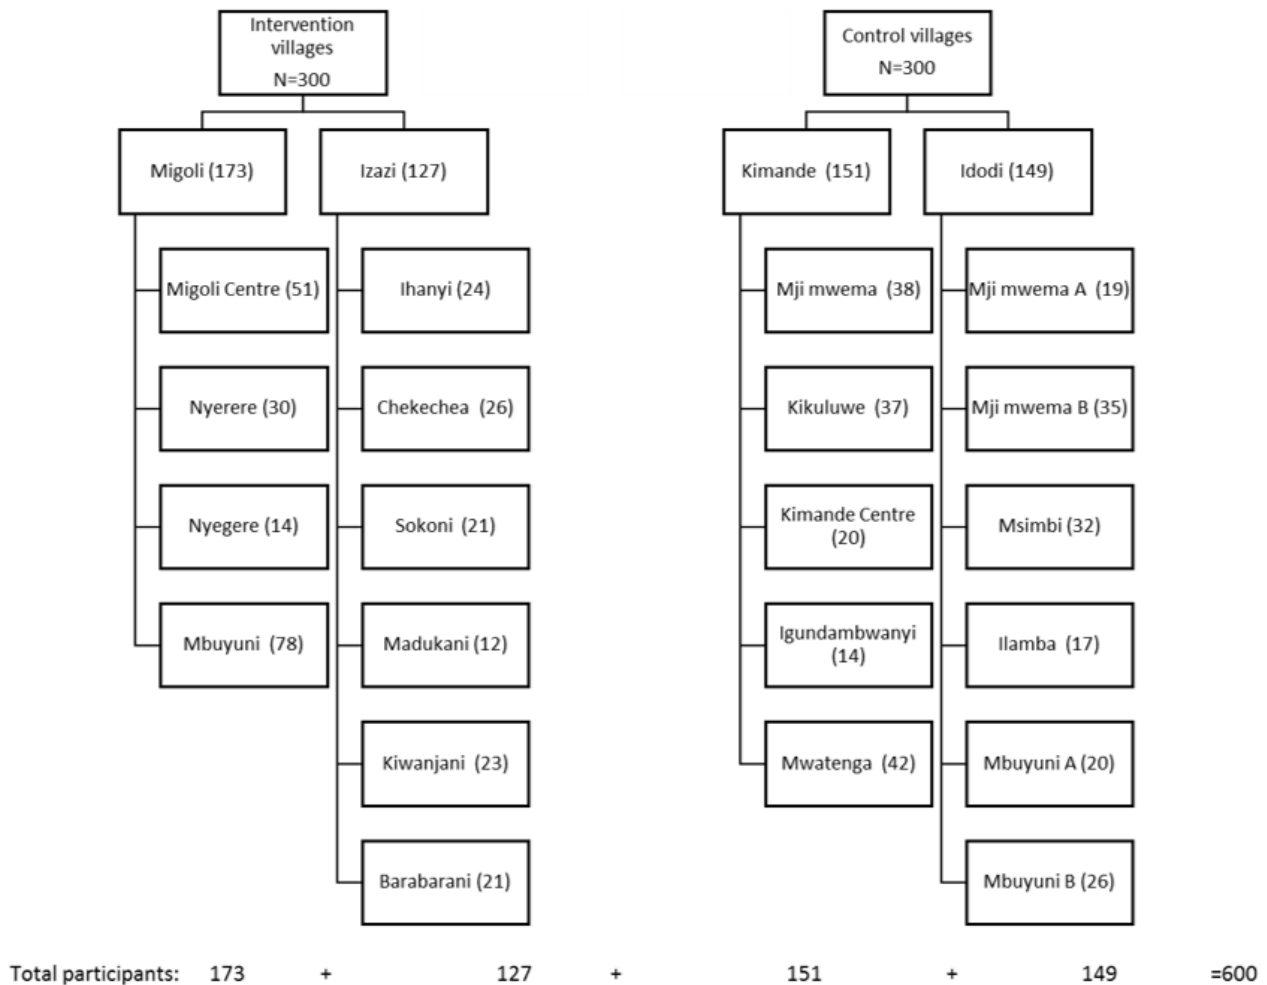 Intervention
villages
N=300
Control villages
N=300
Migoli (173)
Izazi (127)
Kimande (151)
Idodi (149)
Migoli Centre (51)
Ihanyi (24)
Mji mwema (38)
Mji mwema A (19)
Nyerere (30)
Chekechea (26)
Kikuluwe (37)
Mji mwema B (35)
Nyegere (14)
Sokoni (21)
Kimande Centre
(20)
Msimbi (32)
Mbuyuni (78)
Madukani (12)
Igundambwanyi
(14)
Ilamba (17)
Kiwanjani (23)
Mwatenga (42)
Mbuyuni A (20)
Barabarani (21)
Mbuyuni B (26)
Total participants: 173 + 127 + 151 + 149 =600